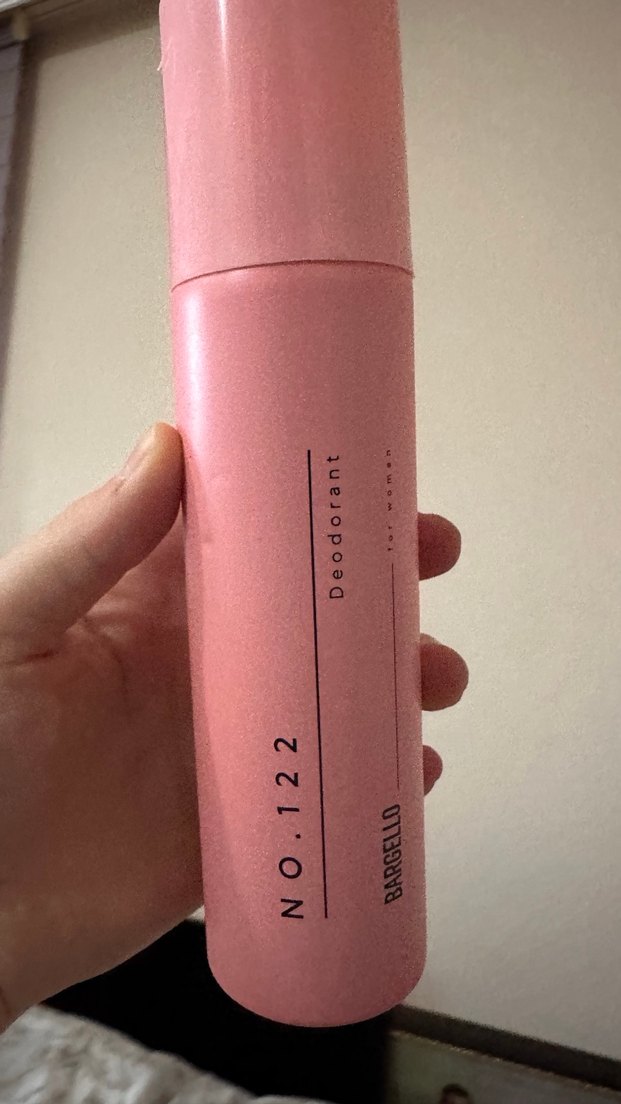 NO.122
Deodorant
BARGELLO
for women